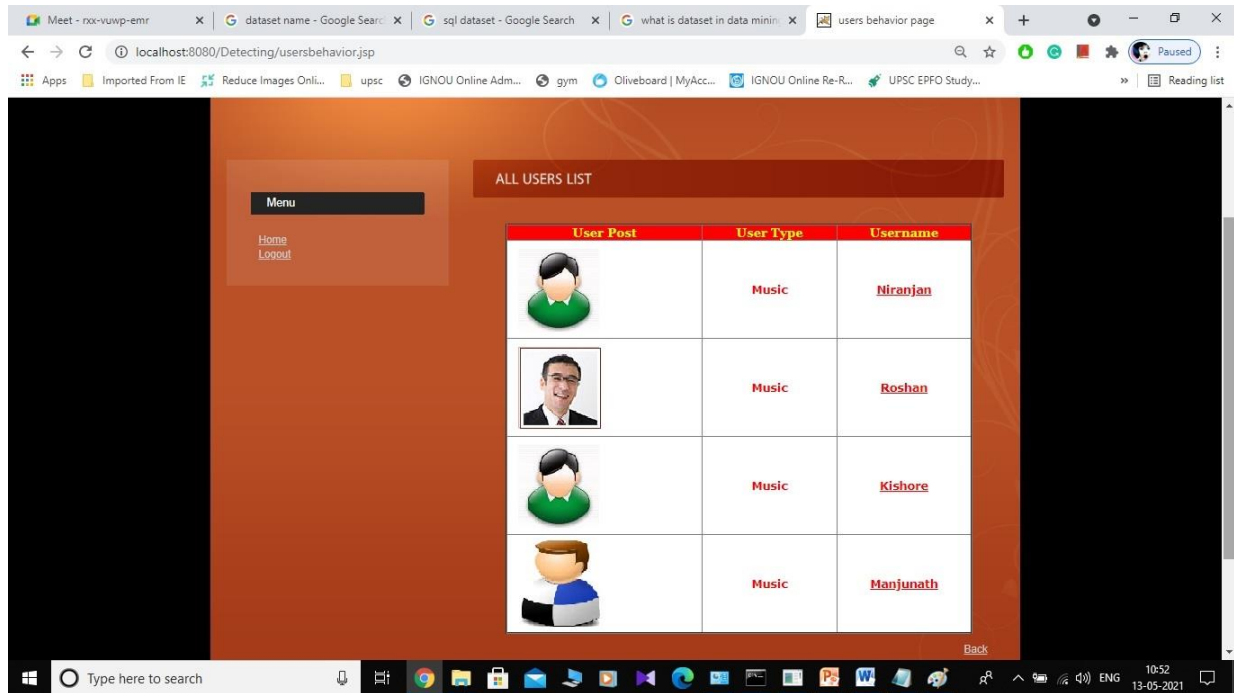 Meet - rxx-vuwp-emr
dataset name - Google Searc
sql dataset - Google Search
what is dataset in data minin
users behavior page
localhost:8080/Detecting/usersbehavior.jsp
Paused
Apps
Imported From IE
Reduce Images Onli...
upsc
IGNOU Online Adm...
gym
Oliveboard | MyAcc...
IGNOU Online Re-R...
UPSC EPFO Study...
»
Reading list
Menu
Home
Logout
ALL USERS LIST
User Post User Type Username
Music Niranjan
Music Roshan
Music Kishore
Music Manjunath
Back
Type here to search
ENG
10:52
13-05-2021